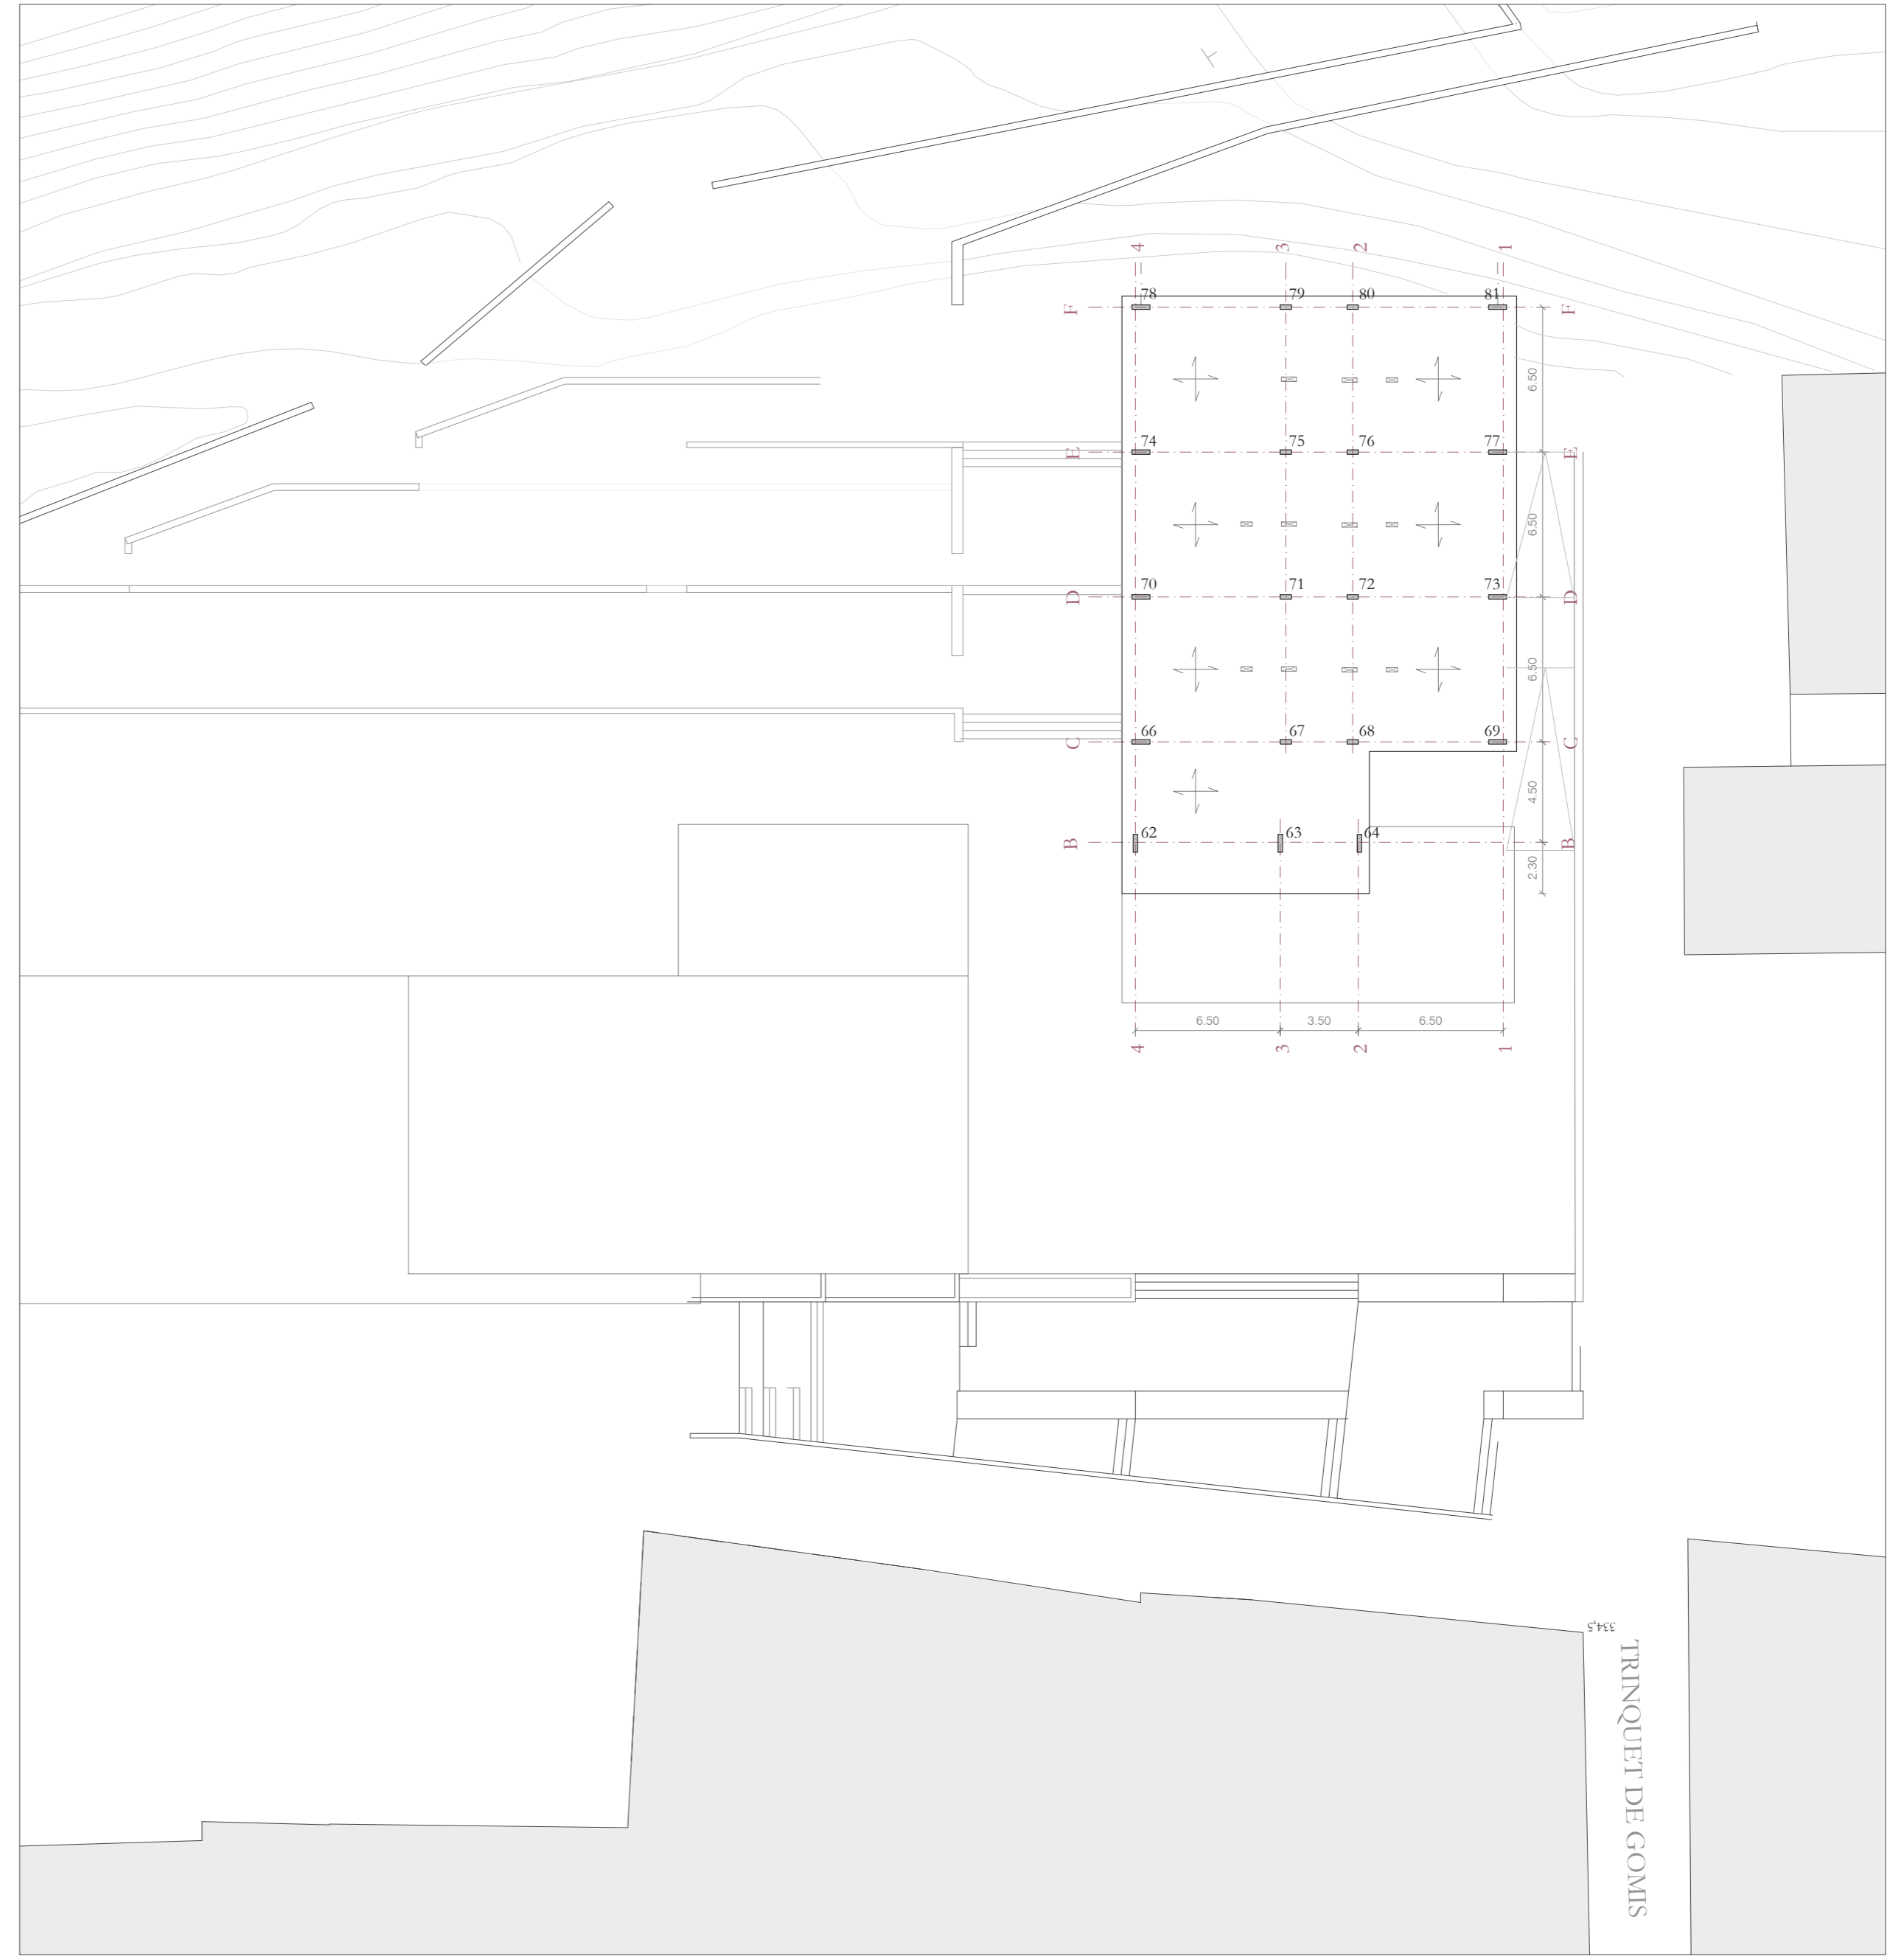 4 3 2 1
F 78 79 80 81 F
6.50
E 74 75 76 77 E
6.50
D 70 71 72 73 D
6.50
C 66 67 68 69 C
4.50
B 62 63 64 B
2.30
6.50 3.50 6.50
4 3 2 1
334,5
TRINQUET DE GOMIS